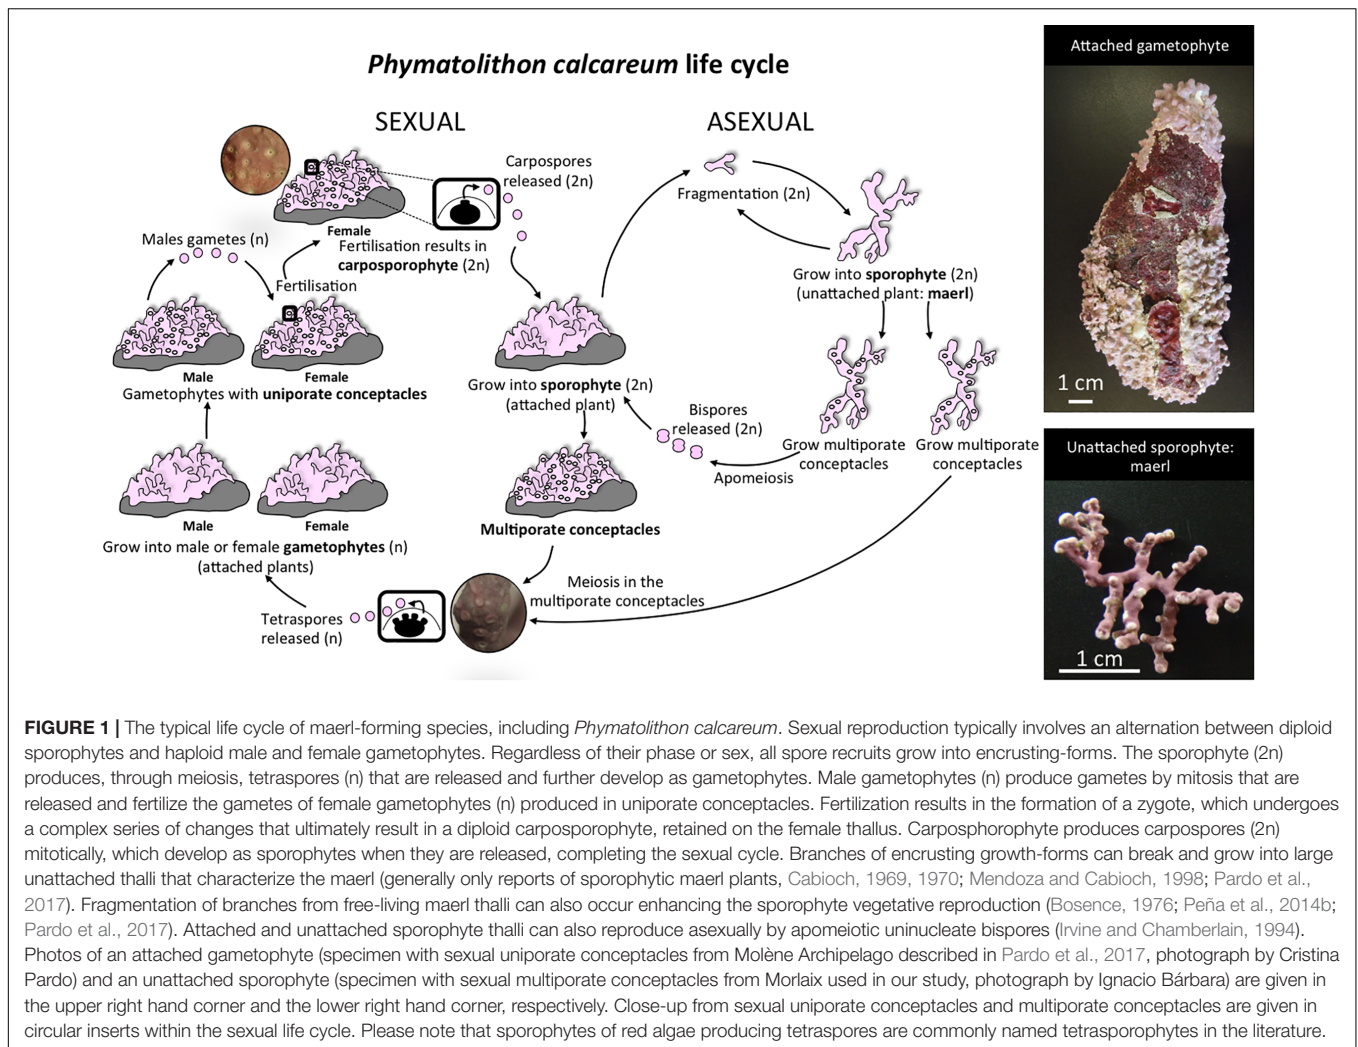 Phymatolithon calcareum life cycle
SEXUAL
ASEXUAL
Carpospores
released (2n)
Female
Fertilisation results in
carposporophyte (2n)
Males gametes (n)
Fertilisation
Male
Female
Gametophytes with uniporate conceptacles
Male
Female
Grow into male or female gametophytes (n)
(attached plants)
Tetraspores
released (n)
Grow into sporophyte (2n)
(attached plant)
Multiporate conceptacles
Meiosis in the
multiporate conceptacles
Bispores
released (2n)
Apomeiosis
Fragmentation (2n)
Grow into sporophyte (2n)
(unattached plant: maerl)
Grow multiporate
conceptacles
Grow multiporate
conceptacles
Attached gametophyte
1 cm
Unattached sporophyte:
maerl
1 cm
FIGURE 1 | The typical life cycle of maerl-forming species, including Phymatolithon calcareum. Sexual reproduction typically involves an alternation between diploid
sporophytes and haploid male and female gametophytes. Regardless of their phase or sex, all spore recruits grow into encrusting-forms. The sporophyte (2n)
produces, through meiosis, tetraspores (n) that are released and further develop as gametophytes. Male gametophytes (n) produce gametes by mitosis that are
released and fertilize the gametes of female gametophytes (n) produced in uniporate conceptacles. Fertilization results in the formation of a zygote, which undergoes
a complex series of changes that ultimately result in a diploid carposporophyte, retained on the female thallus. Carposphorophyte produces carpospores (2n)
mitotically, which develop as sporophytes when they are released, completing the sexual cycle. Branches of encrusting growth-forms can break and grow into large
unattached thalli that characterize the maerl (generally only reports of sporophytic maerl plants, Cabioch, 1969, 1970; Mendoza and Cabioch, 1998; Pardo et al.,
2017). Fragmentation of branches from free-living maerl thalli can also occur enhancing the sporophyte vegetative reproduction (Bosence, 1976; Peña et al., 2014b;
Pardo et al., 2017). Attached and unattached sporophyte thalli can also reproduce asexually by apomeiotic uninucleate bispores (Irvine and Chamberlain, 1994).
Photos of an attached gametophyte (specimen with sexual uniporate conceptacles from Molène Archipelago described in Pardo et al., 2017, photograph by Cristina
Pardo) and an unattached sporophyte (specimen with sexual multiporate conceptacles from Morlaix used in our study, photograph by Ignacio Bárbara) are given in
the upper right hand corner and the lower right hand corner, respectively. Close-up from sexual uniporate conceptacles and multiporate conceptacles are given in
circular inserts within the sexual life cycle. Please note that sporophytes of red algae producing tetraspores are commonly named tetrasporophytes in the literature.